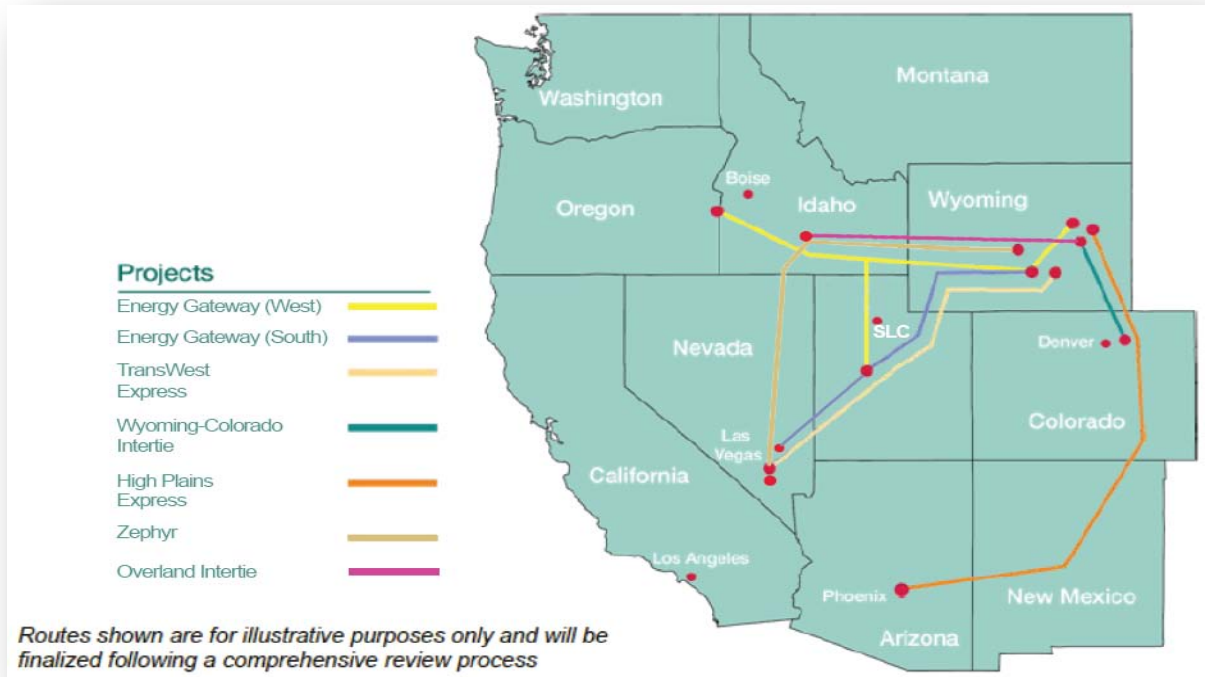 Washington
Montana
Oregon
Boise
Idaho
Wyoming
Projects
Energy Gateway (West)
Energy Gateway (South)
TransWest
Express
Wyoming-Colorado
Intertie
High Plains
Express
Zephyr
Overland Intertie
Nevada
SLC
Denver
Colorado
Las
Vegas
California
Los Angeles
Phoenix
New Mexico
Arizona
Routes shown are for illustrative purposes only and will be
finalized following a comprehensive review process